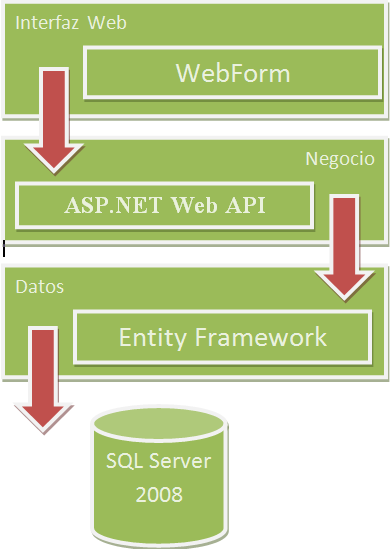 Interfaz Web
WebForm
Negocio
ASP.NET Web API
Datos
Entity Framework
SQL Server
2008